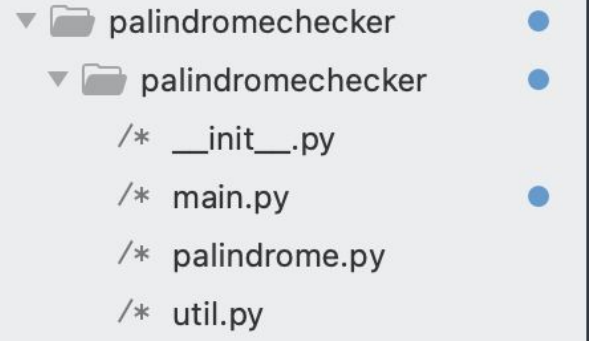 palindromechecker
palindromechecker
/* __init__.py
/* main.py
/* palindrome.py
/* util.py